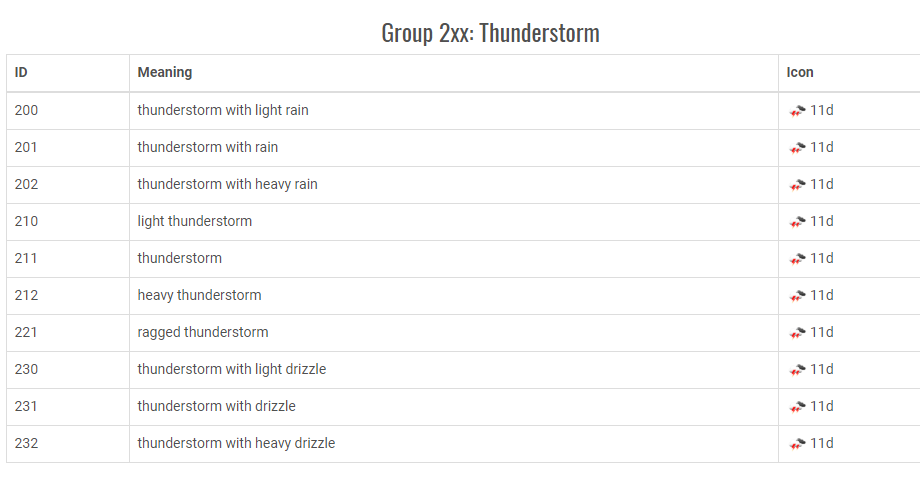 Group 2xx: Thunderstorm
ID Meaning Icon
200 thunderstorm with light rain 11d
201 thunderstorm with rain 11d
202 thunderstorm with heavy rain 11d
210 light thunderstorm 11d
211 thunderstorm 11d
212 heavy thunderstorm 11d
221 ragged thunderstorm 11d
230 thunderstorm with light drizzle 11d
231 thunderstorm with drizzle 11d
232 thunderstorm with heavy drizzle 11d